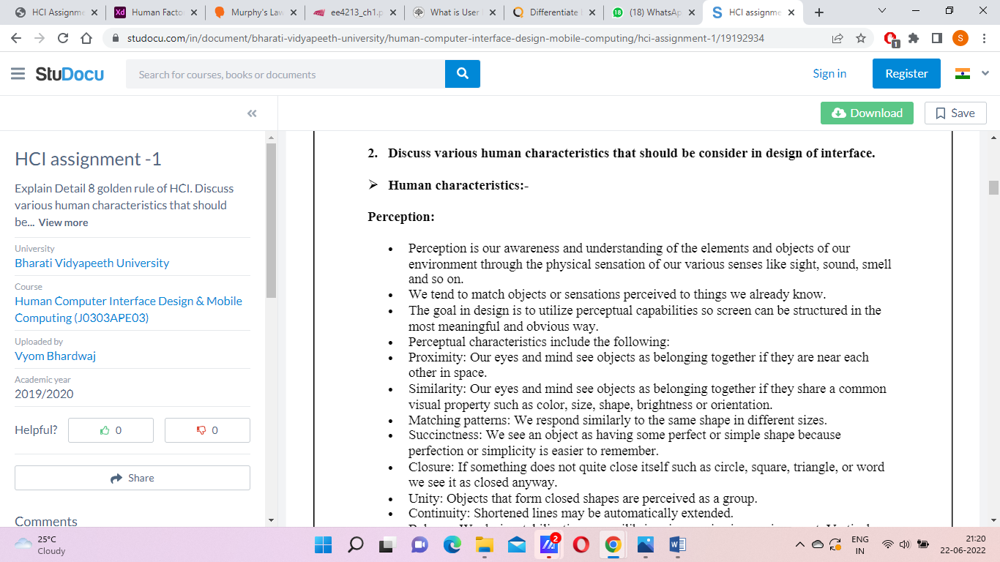 HCI Assignme
Human Facto
Murphy's Law
ee4213_ch1.p
What is User
Differentiate
(18) WhatsAp
HCI assignme
studocu.com/in/document/bharati-vidyapeeth-university/human-computer-interface-design-mobile-computing/hci-assignment-1/19192934
1
S
StuDocu
Search for courses, books or documents
Sign in
Register
Download
Save
HCI assignment -1
Explain Detail 8 golden rule of HCI. Discuss
various human characteristics that should
be... View more
University
Bharati Vidyapeeth University
Course
Human Computer Interface Design & Mobile
Computing (J0303APE03)
Uploaded by
Vyom Bhardwaj
Academic year
2019/2020
Helpful?
0
0
Share
Comments
2. Discuss various human characteristics that should be consider in design of interface.
Human characteristics:-
Perception:
• Perception is our awareness and understanding of the elements and objects of our
environment through the physical sensation of our various senses like sight, sound, smell
and so on.
• We tend to match objects or sensations perceived to things we already know.
• The goal in design is to utilize perceptual capabilities so screen can be structured in the
most meaningful and obvious way.
• Perceptual characteristics include the following:
• Proximity: Our eyes and mind see objects as belonging together if they are near each
other in space.
• Similarity: Our eyes and mind see objects as belonging together if they share a common
visual property such as color, size, shape, brightness or orientation.
• Matching patterns: We respond similarly to the same shape in different sizes.
• Succinctness: We see an object as having some perfect or simple shape because
perfection or simplicity is easier to remember.
• Closure: If something does not quite close itself such as circle, square, triangle, or word
we see it as closed anyway.
• Unity: Objects that form closed shapes are perceived as a group.
• Continuity: Shortened lines may be automatically extended.
25°C
Cloudy
2
ENG
IN
21:20
22-06-2022